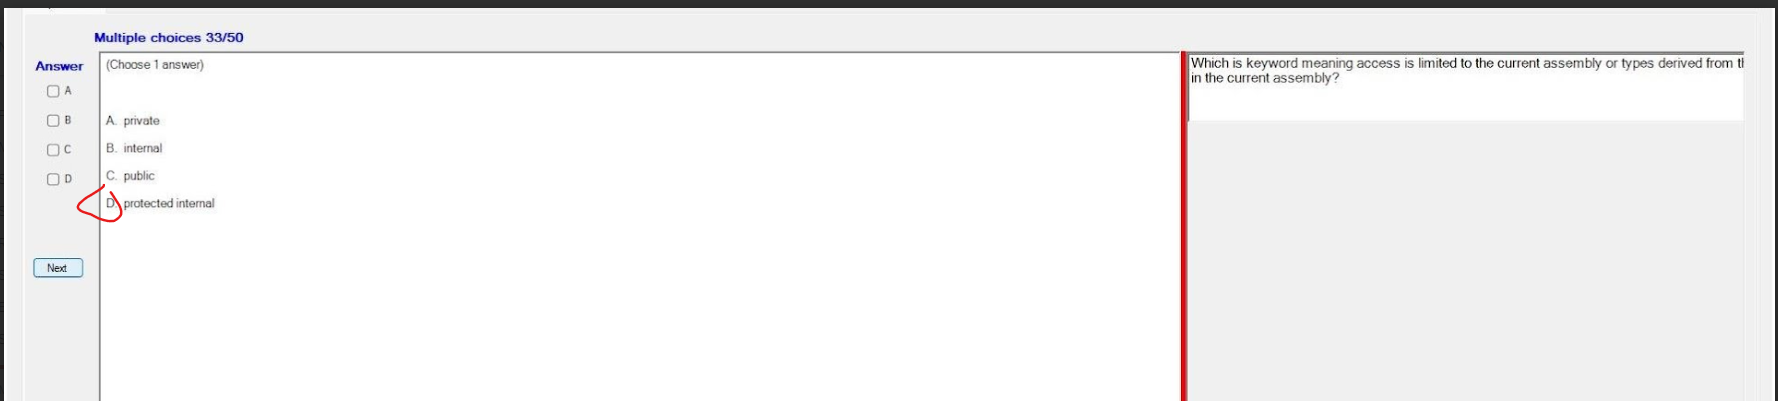 Multiple choices 33/50
Answer
(Choose 1 answer)
A
B
C
D
A. private
B. internal
C. public
D. protected internal
Next
Which is keyword meaning access is limited to the current assembly or types derived from
in the current assembly?